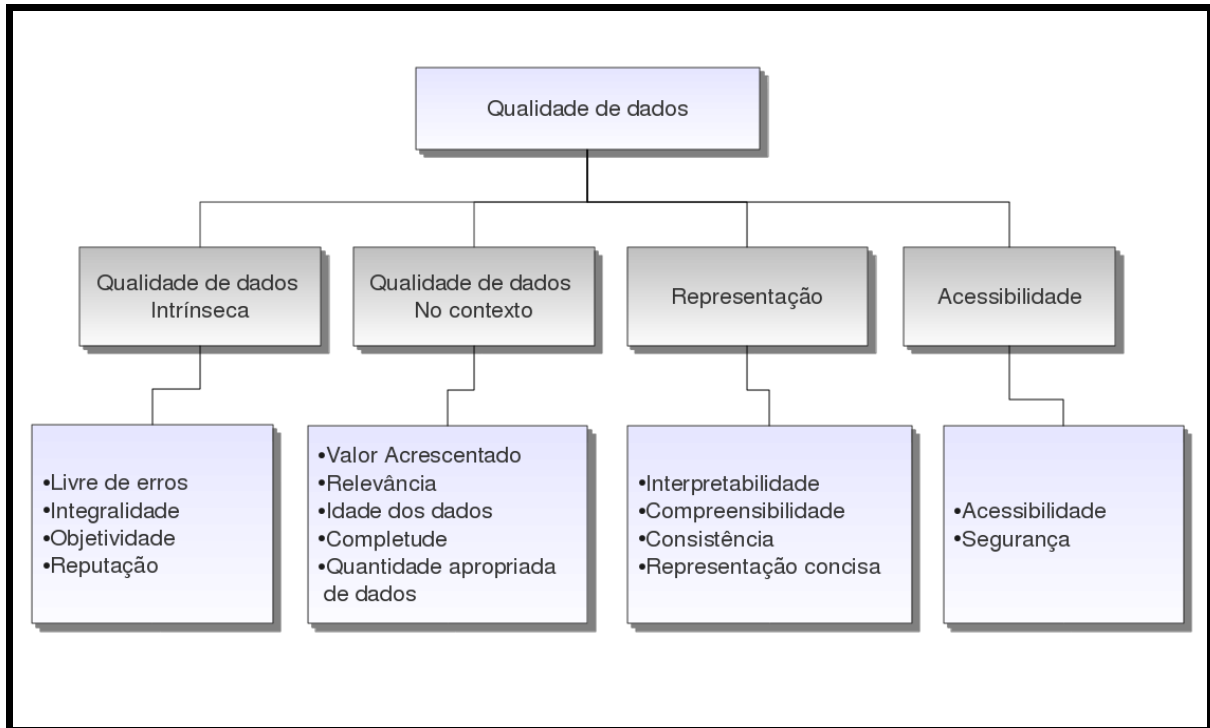 Qualidade de dados
Qualidade de dados
Intrínseca
Qualidade de dados
No contexto
Representação
Acessibilidade
•Livre de erros
•Integralidade
•Objetividade
•Reputação
•Valor Acrescentado
•Relevância
•Idade dos dados
•Completude
•Quantidade apropriada
de dados
•Interpretabilidade
•Compreensibilidade
•Consistência
•Representação concisa
•Acessibilidade
•Segurança